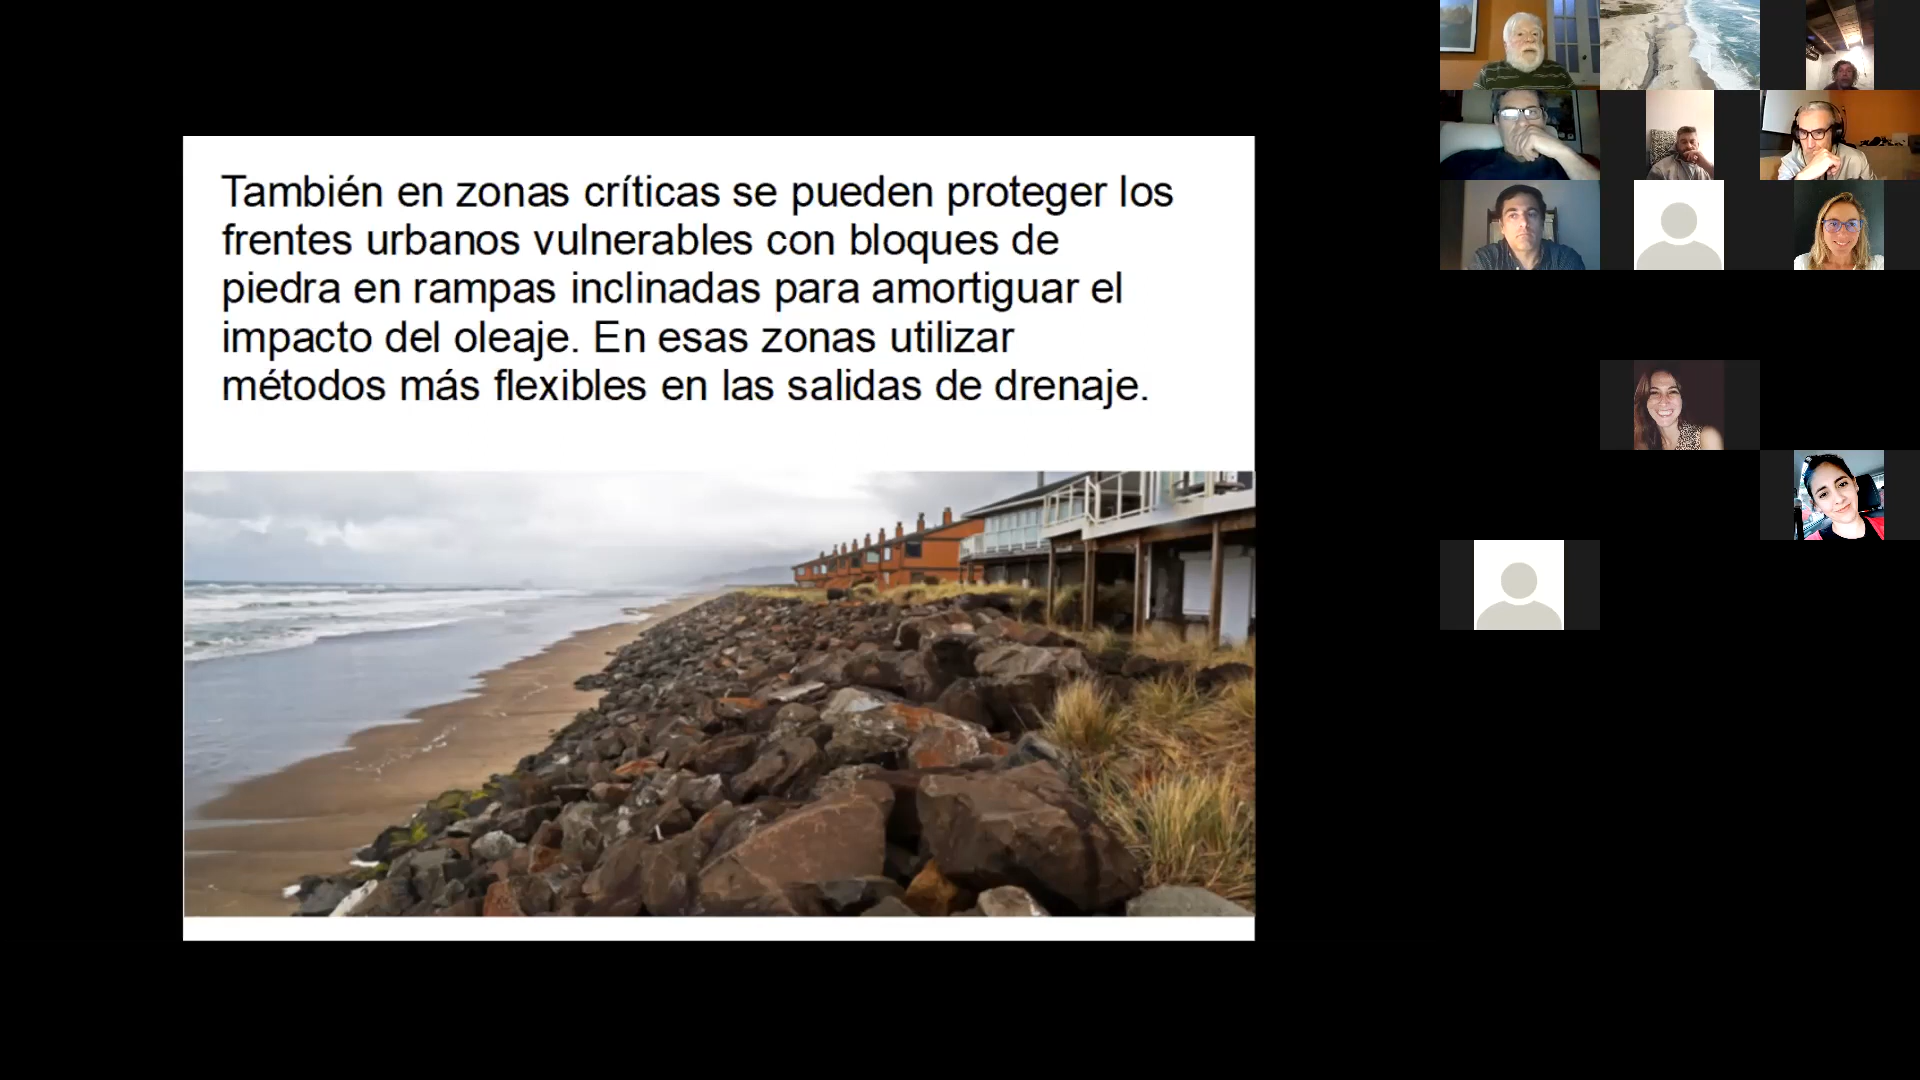 También en zonas críticas se pueden proteger los
frentes urbanos vulnerables con bloques de
piedra en rampas inclinadas para amortiguar el
impacto del oleaje. En esas zonas utilizar
métodos más flexibles en las salidas de drenaje.